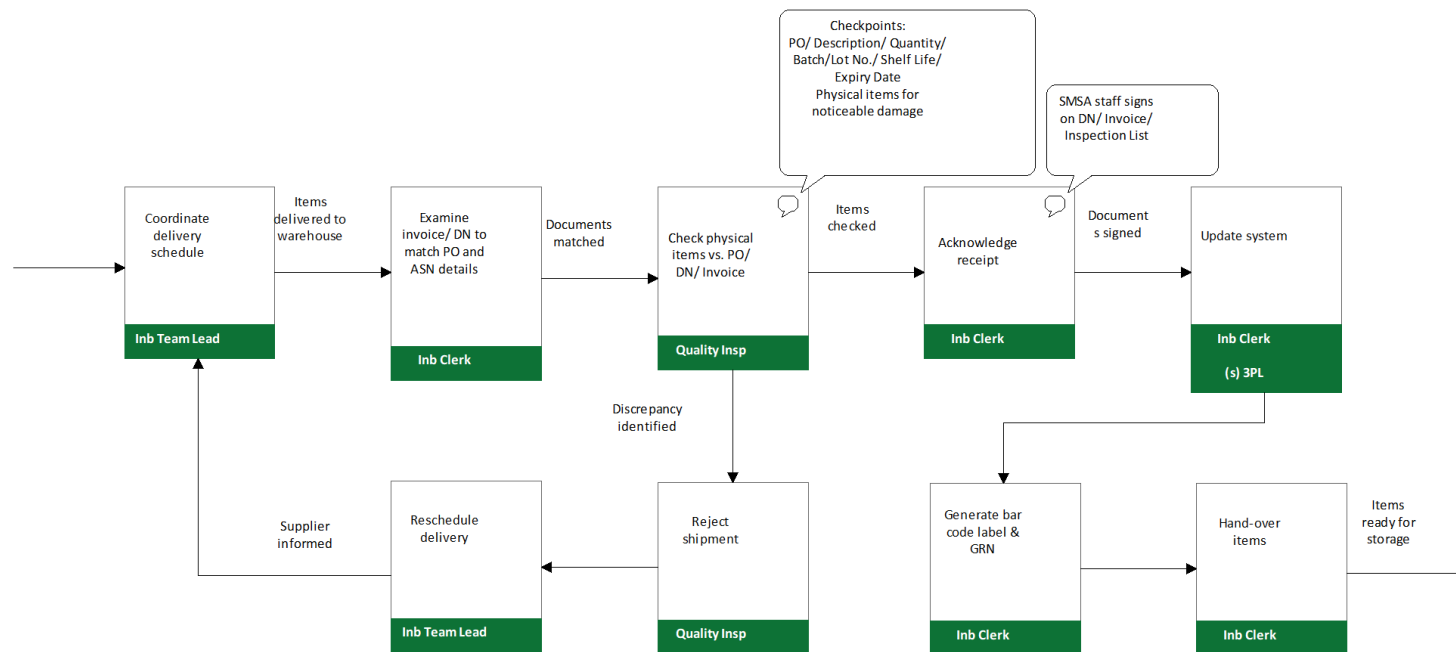 Checkpoints:
PO/ Description/ Quantity/
Batch/Lot No./ Shelf Life/
Expiry Date
Physical items for
noticeable damage
SMSA staff signs
on DN/ Invoice/
Inspection List
Coordinate
delivery
schedule
Inb Team Lead
Items
delivered to
warehouse
Examine
invoice/ DN to
match PO and
ASN details
Inb Clerk
Documents
matched
Check physical
items vs. PO/
DN/ Invoice
Quality Insp
Items
checked
Acknowledge
receipt
Inb Clerk
Document
s signed
Update system
Inb Clerk
(s) 3PL
Discrepancy
identified
Supplier
informed
Reschedule
delivery
Inb Team Lead
Reject
shipment
Quality Insp
Generate bar
code label &
GRN
Inb Clerk
Hand-over
items
Inb Clerk
Items
ready for
storage